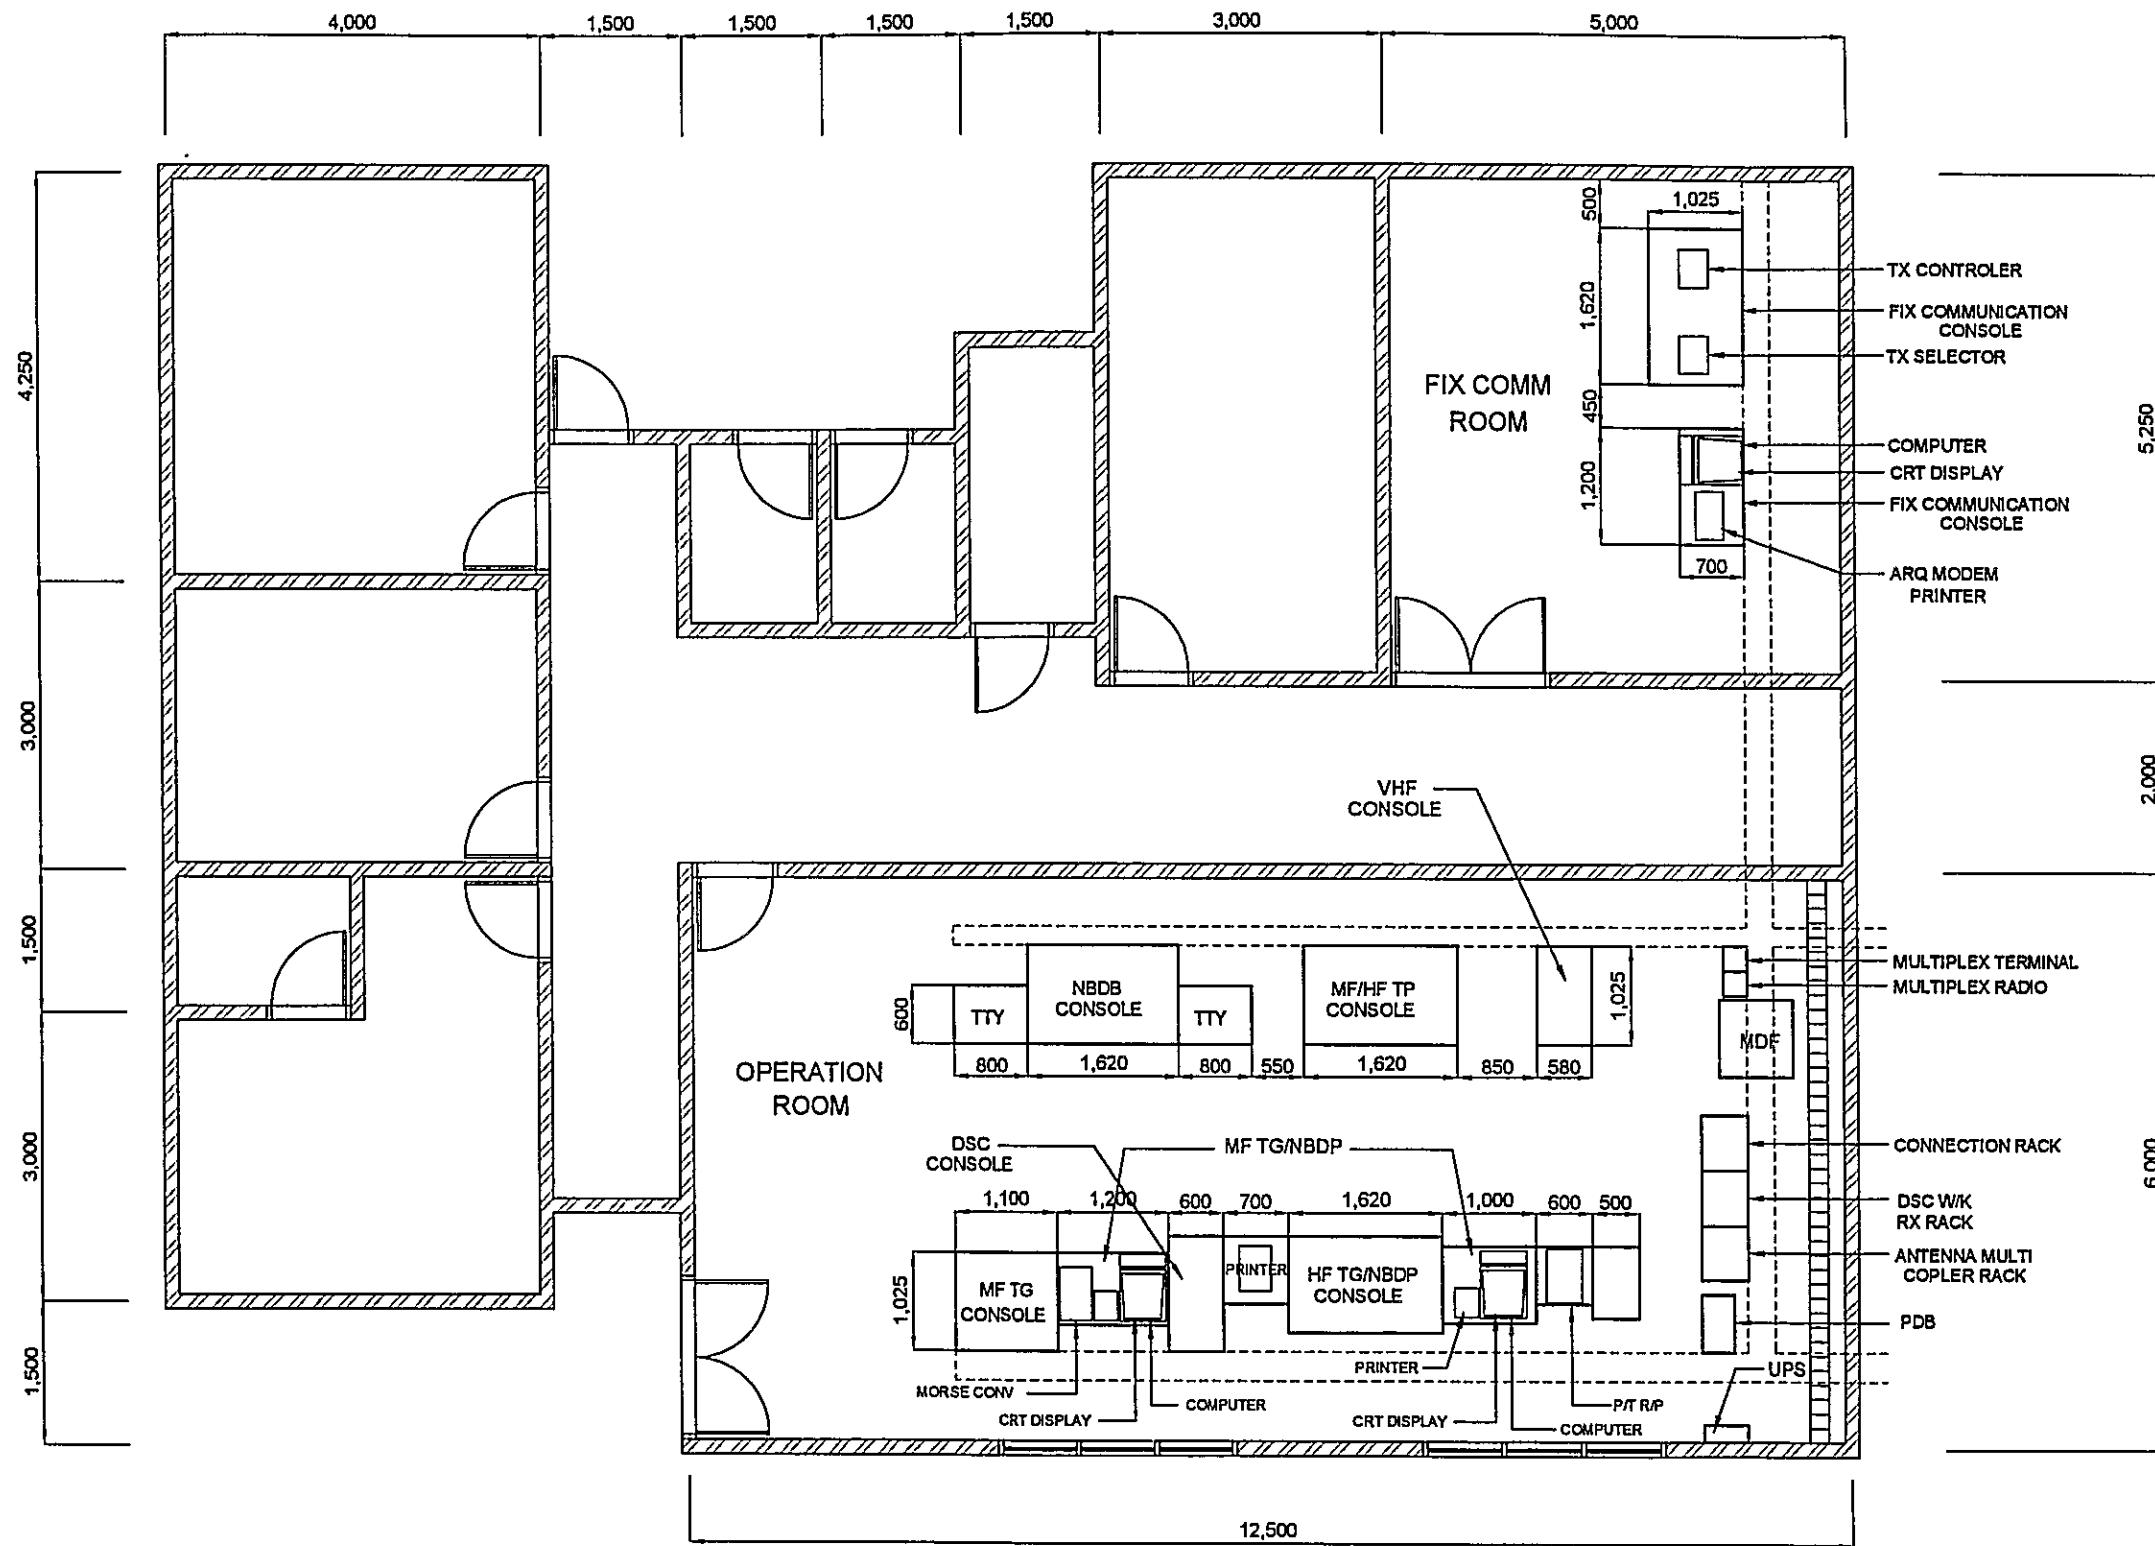 4,000
1,500
1,500
1,500
1,500
3,000
5,000
4,250
3,000
1,500
3,000
1,500
5,250
2,000
6,000
12,500
500
1,025
1,620
450
1,200
700
FIX COMM
ROOM
TX CONTROLER
FIX COMMUNICATION
CONSOLE
TX SELECTOR
COMPUTER
CRT DISPLAY
FIX COMMUNICATION
CONSOLE
ARQ MODEM
PRINTER
VHF
CONSOLE
OPERATION
ROOM
600
TTY
NBDB
CONSOLE
TTY
MF/HF TP
CONSOLE
1,025
800
1,620
800
550
1,620
850
580
MULTIPLEX TERMINAL
MULTIPLEX RADIO
MDF
CONNECTION RACK
DSC W/K
RX RACK
ANTENNA MULTI
COPLER RACK
PDB
UPS
DSC
CONSOLE
MF TG/NBDP
1,100
1,200
600
700
1,620
1,000
600
500
1,025
MF TG
CONSOLE
PRINTER
HF TG/NBDP
CONSOLE
MORSE CONV
CRT DISPLAY
COMPUTER
PRINTER
CRT DISPLAY
P/T R/P
COMPUTER